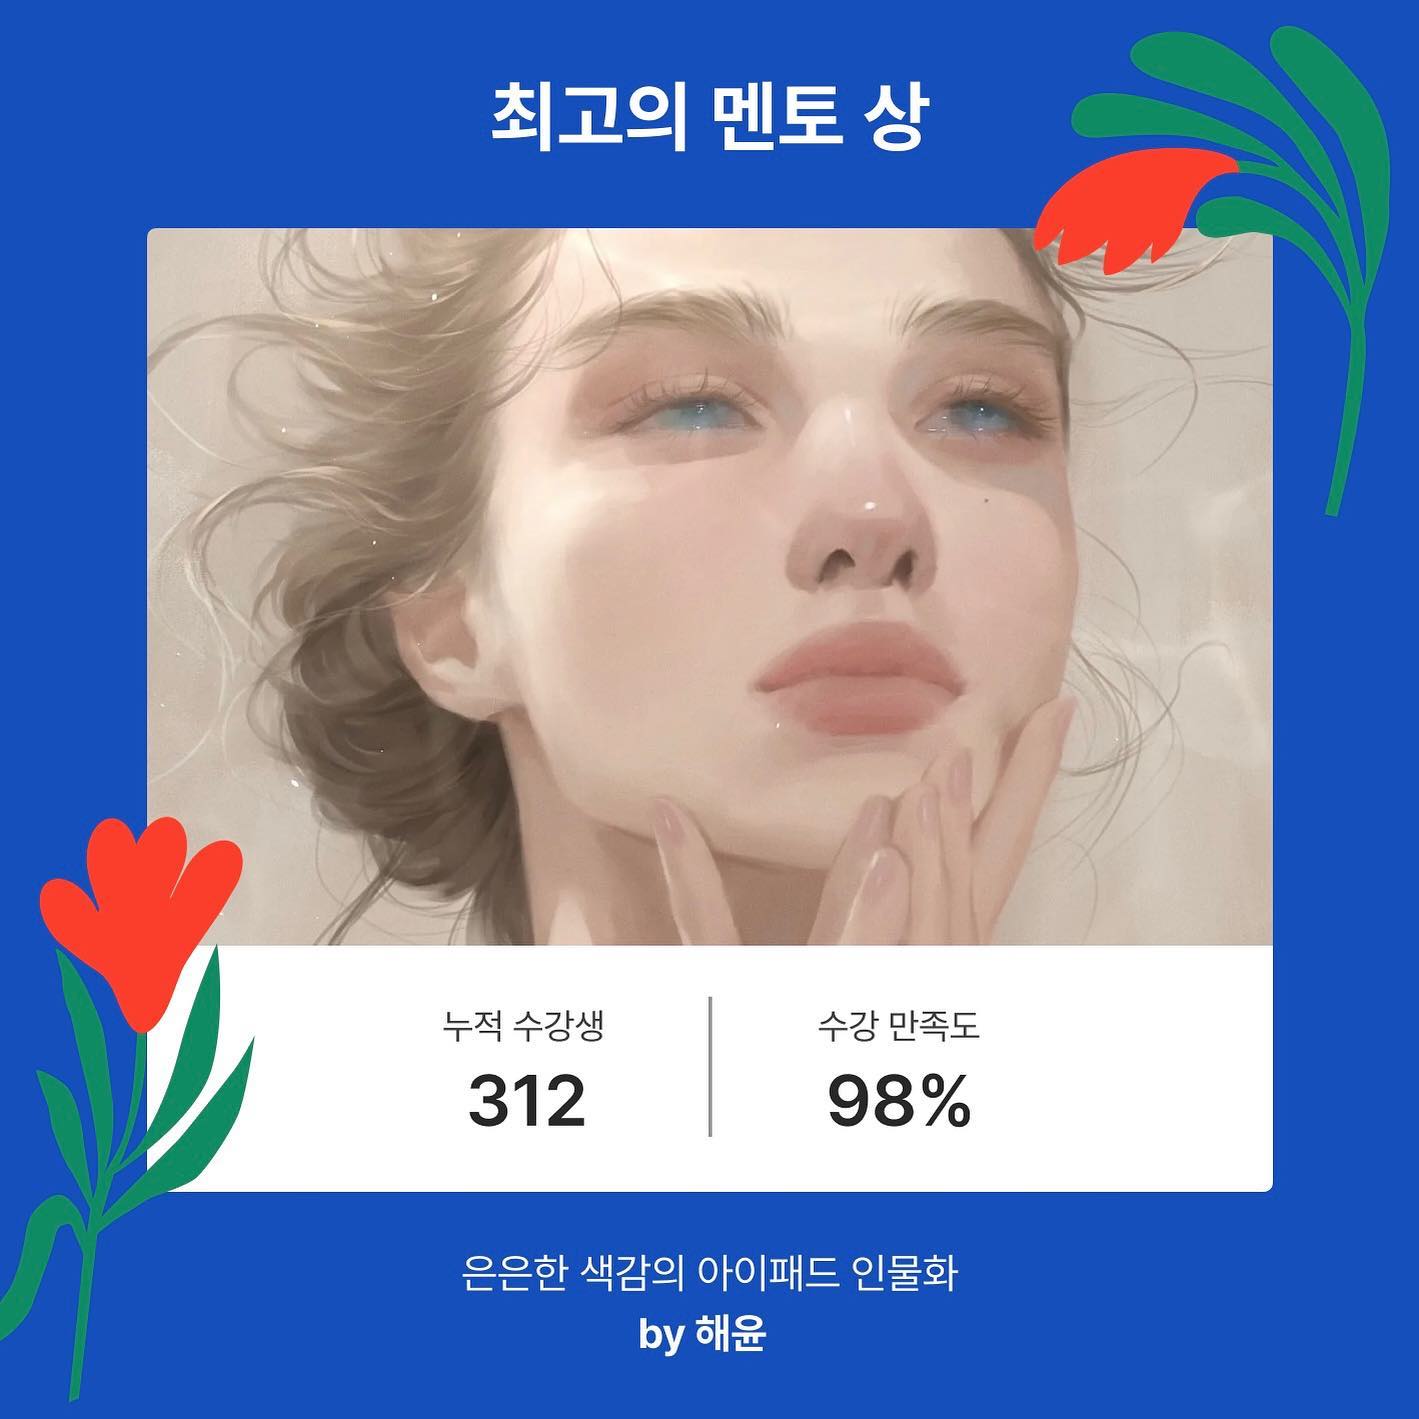 최고의 멘토 상
누적 수강생
312
수강 만족도
98%
은은한 색감의 아이패드 인물화
by 해윤